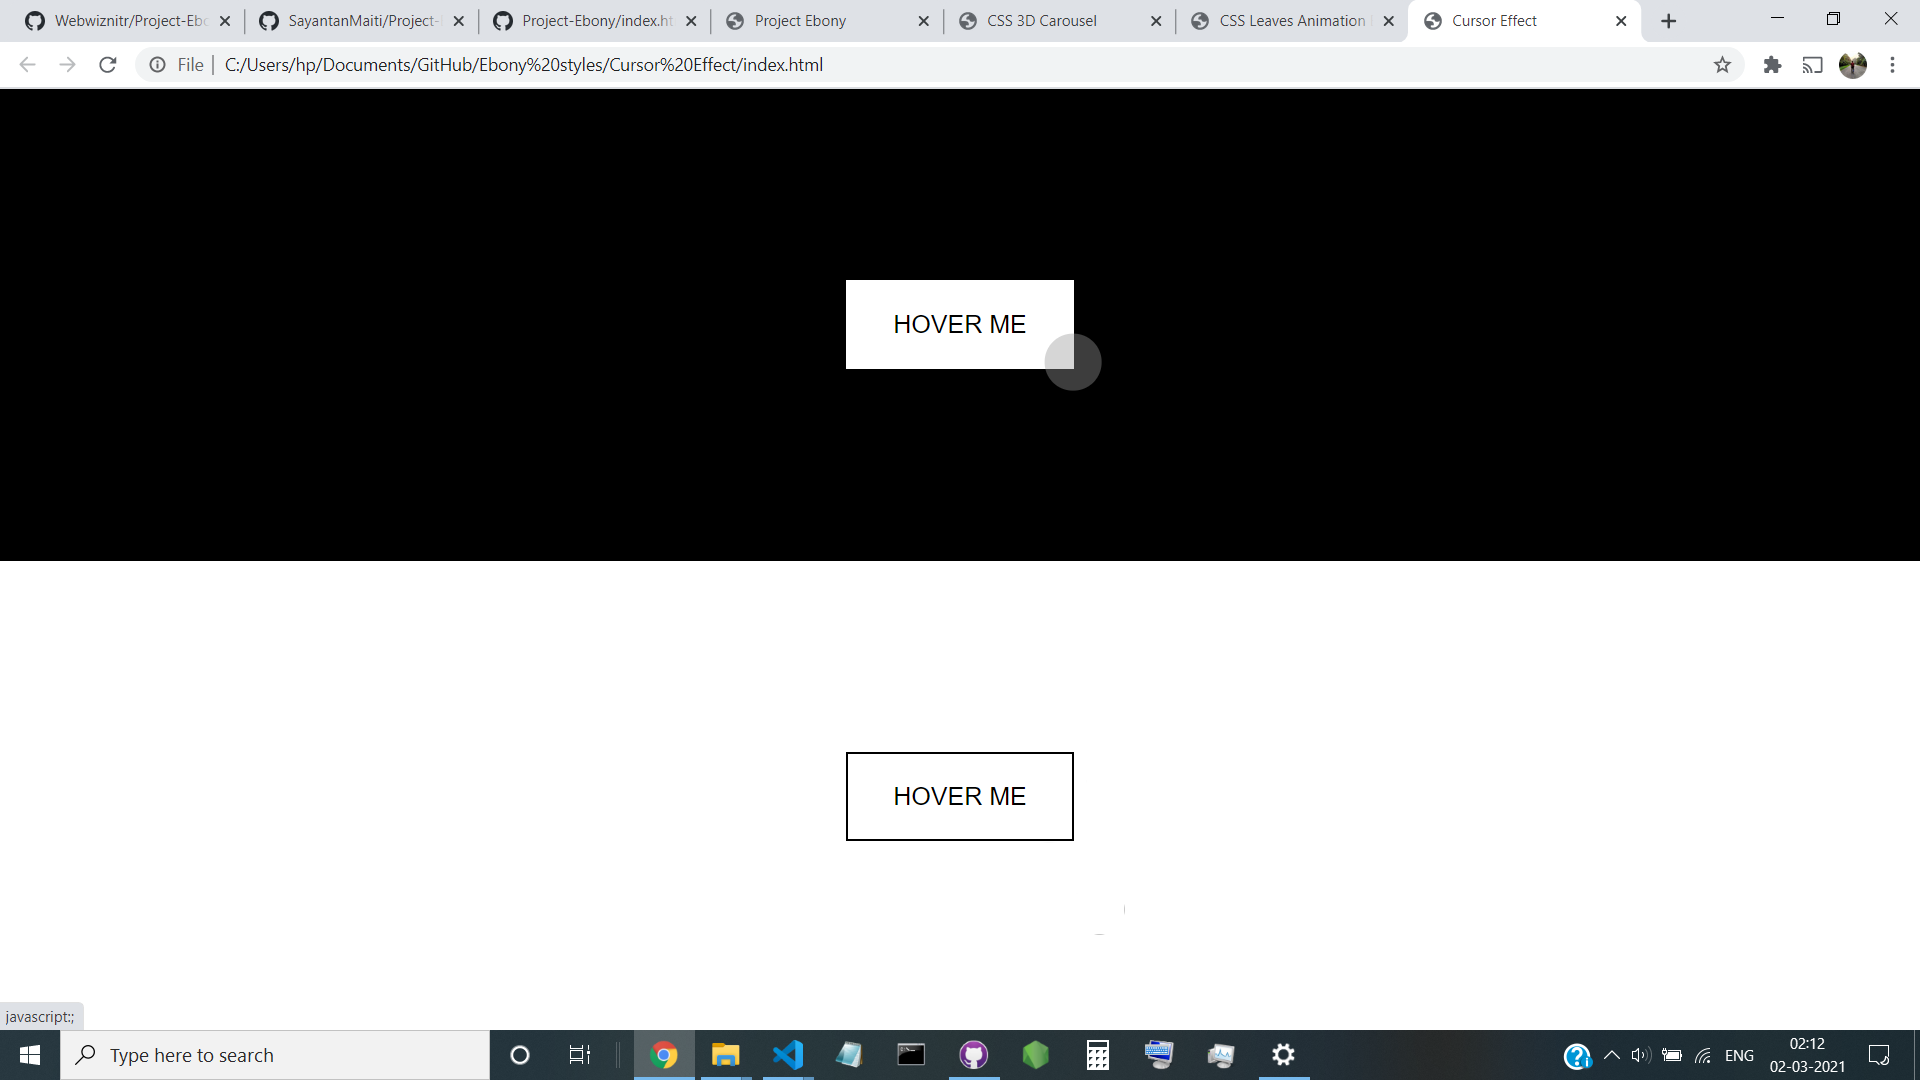 Webwiznitr/Project-Ebo
SayantanMaiti/Project-
Project-Ebony/index.ht
Project Ebony
CSS 3D Carousel
CSS Leaves Animation
Cursor Effect
File
C:/Users/hp/Documents/GitHub/Ebony%20styles/Cursor%20Effect/index.html
HOVER ME
HOVER ME
javascript:;
Type here to search
ENG
02:12
02-03-2021